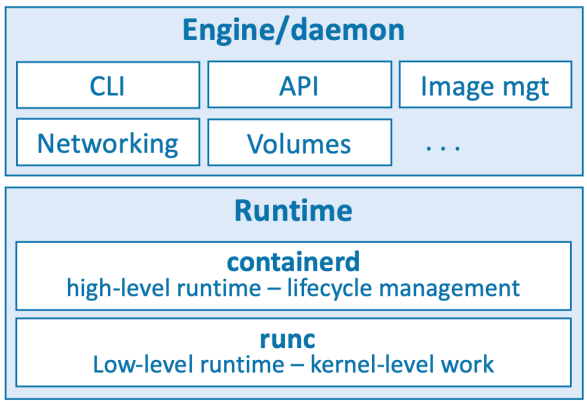 Engine/daemon
CLI
API
Image mgt
Networking
Volumes
. . .
Runtime
containerd
high-level runtime – lifecycle management
runc
Low-level runtime – kernel-level work